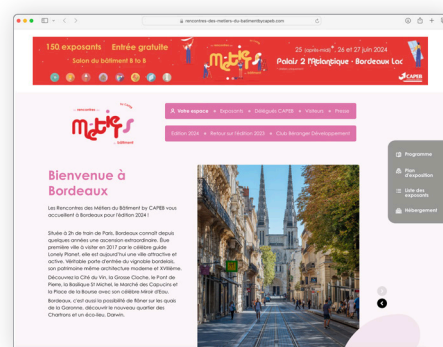 rencontres-des-metiers-du-batimentbycapeb.com
150 exposants Entrée gratuite
Salon du bâtiment B to B
MéTieRs
25 (après-midi)*, 26 et 27 juin 2024
Palais 2 l'Atlantique - Bordeaux Lac
CAPEB
rencontres
MéTieRs
bâtiment
Votre espace
Exposants
Délégués CAPEB
Visiteurs
Presse
Edition 2024
Retour sur l'édition 2023
Club Béranger Développement
Programme
Plan d'exposition
Liste des exposants
Hébergement
Bienvenue à
Bordeaux
Les Rencontres des Métiers du Bâtiment by CAPEB vous
accueillent à Bordeaux pour l'édition 2024 !
Située à 2h de train de Paris, Bordeaux connaît depuis
quelques années une ascension extraordinaire. Élue
première ville à visiter en 2017 par le célèbre guide
Lonely Planet, elle est aujourd'hui une ville attractive et
active. Véritable porte d'entrée du vignoble bordelais,
son patrimoine même architecture moderne et XVIIIème.
Découvrez la Cité du Vin, la Grosse Cloche, le Pont de
Pierre, la Basilique St Michel, le Marché des Capucins et
la Place de la Bourse avec son célèbre Miroir d'Eau.
Bordeaux, c'est aussi la possibilité de flâner sur les quais
de la Garonne, découvrir le nouveau quartier des
Chartrons et un éco-lieu, Darwin.